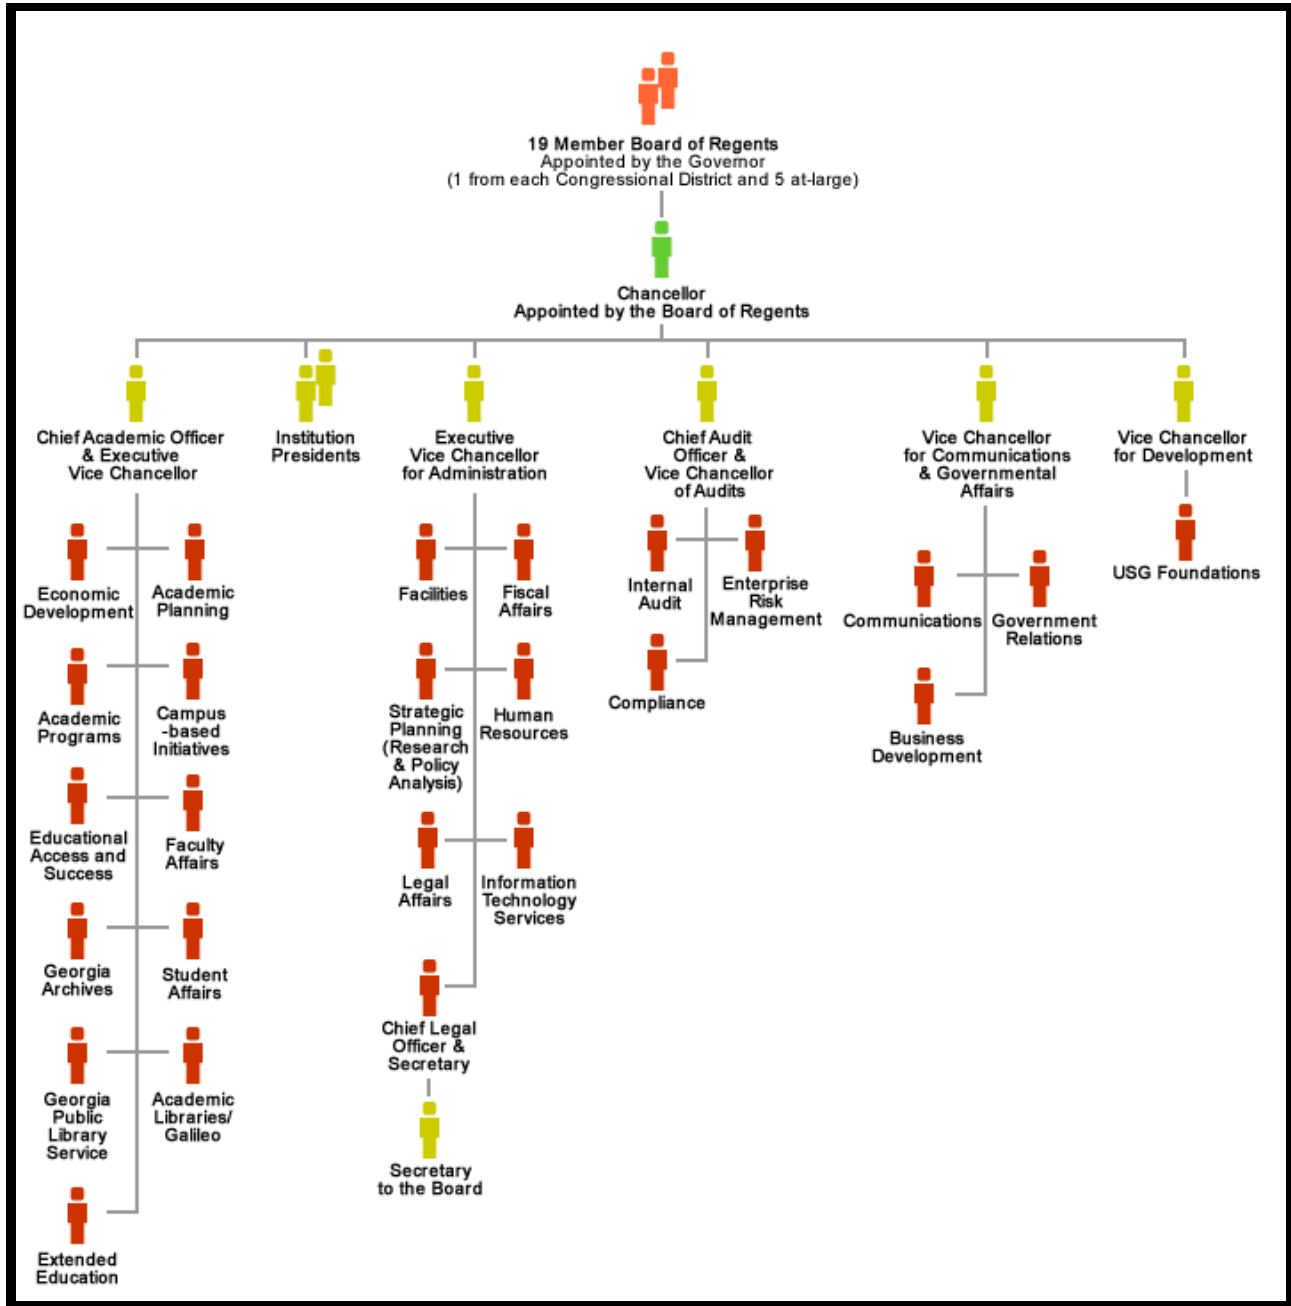 19 Member Board of Regents
Appointed by the Governor
(1 from each Congressional District and 5 at-large)
Chancellor
Appointed by the Board of Regents
Chief Academic Officer
& Executive
Vice Chancellor
Institution
Presidents
Executive
Vice Chancellor
for Administration
Chief Audit
Officer &
Vice Chancellor
of Audits
Vice Chancellor
for Communications
& Governmental
Affairs
Vice Chancellor
for Development
Economic
Development
Academic
Planning
Academic
Programs
Campus
-based
Initiatives
Educational
Access and
Success
Faculty
Affairs
Georgia
Archives
Student
Affairs
Georgia
Public
Library
Service
Academic
Libraries/
Galileo
Extended
Education
Facilities
Fiscal
Affairs
Strategic
Planning
(Research
& Policy
Analysis)
Human
Resources
Legal
Affairs
Information
Technology
Services
Chief Legal
Officer &
Secretary
Secretary
to the Board
Internal
Audit
Enterprise
Risk
Management
Compliance
Communications
Government
Relations
Business
Development
USG Foundations